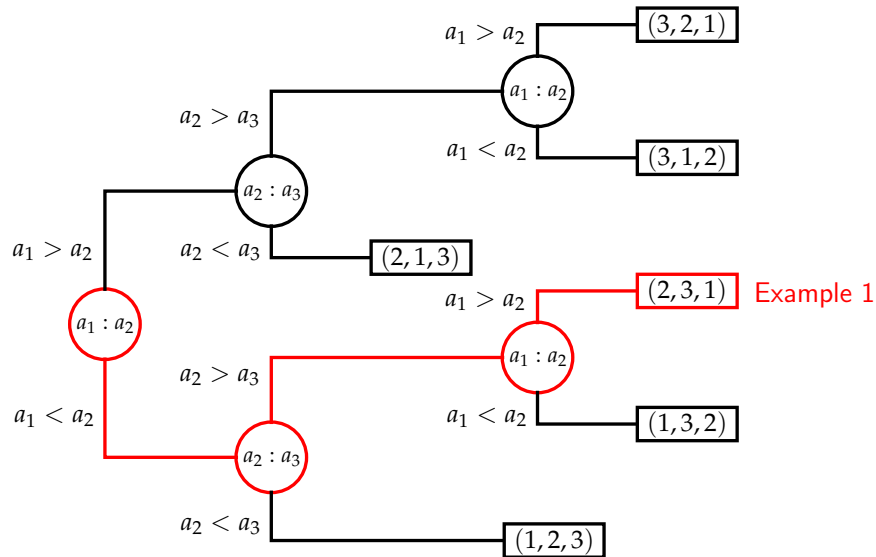 a₁ > a₂
(3, 2, 1)
a₁ : a₂
a₂ > a₃
a₁ < a₂
(3, 1, 2)
a₂ : a₃
a₁ > a₂
a₂ < a₃
(2, 1, 3)
a₁ > a₂
(2, 3, 1)
Example 1
a₁ : a₂
a₁ : a₂
a₂ > a₃
a₁ < a₂
a₁ < a₂
(1, 3, 2)
a₂ : a₃
a₂ < a₃
(1, 2, 3)